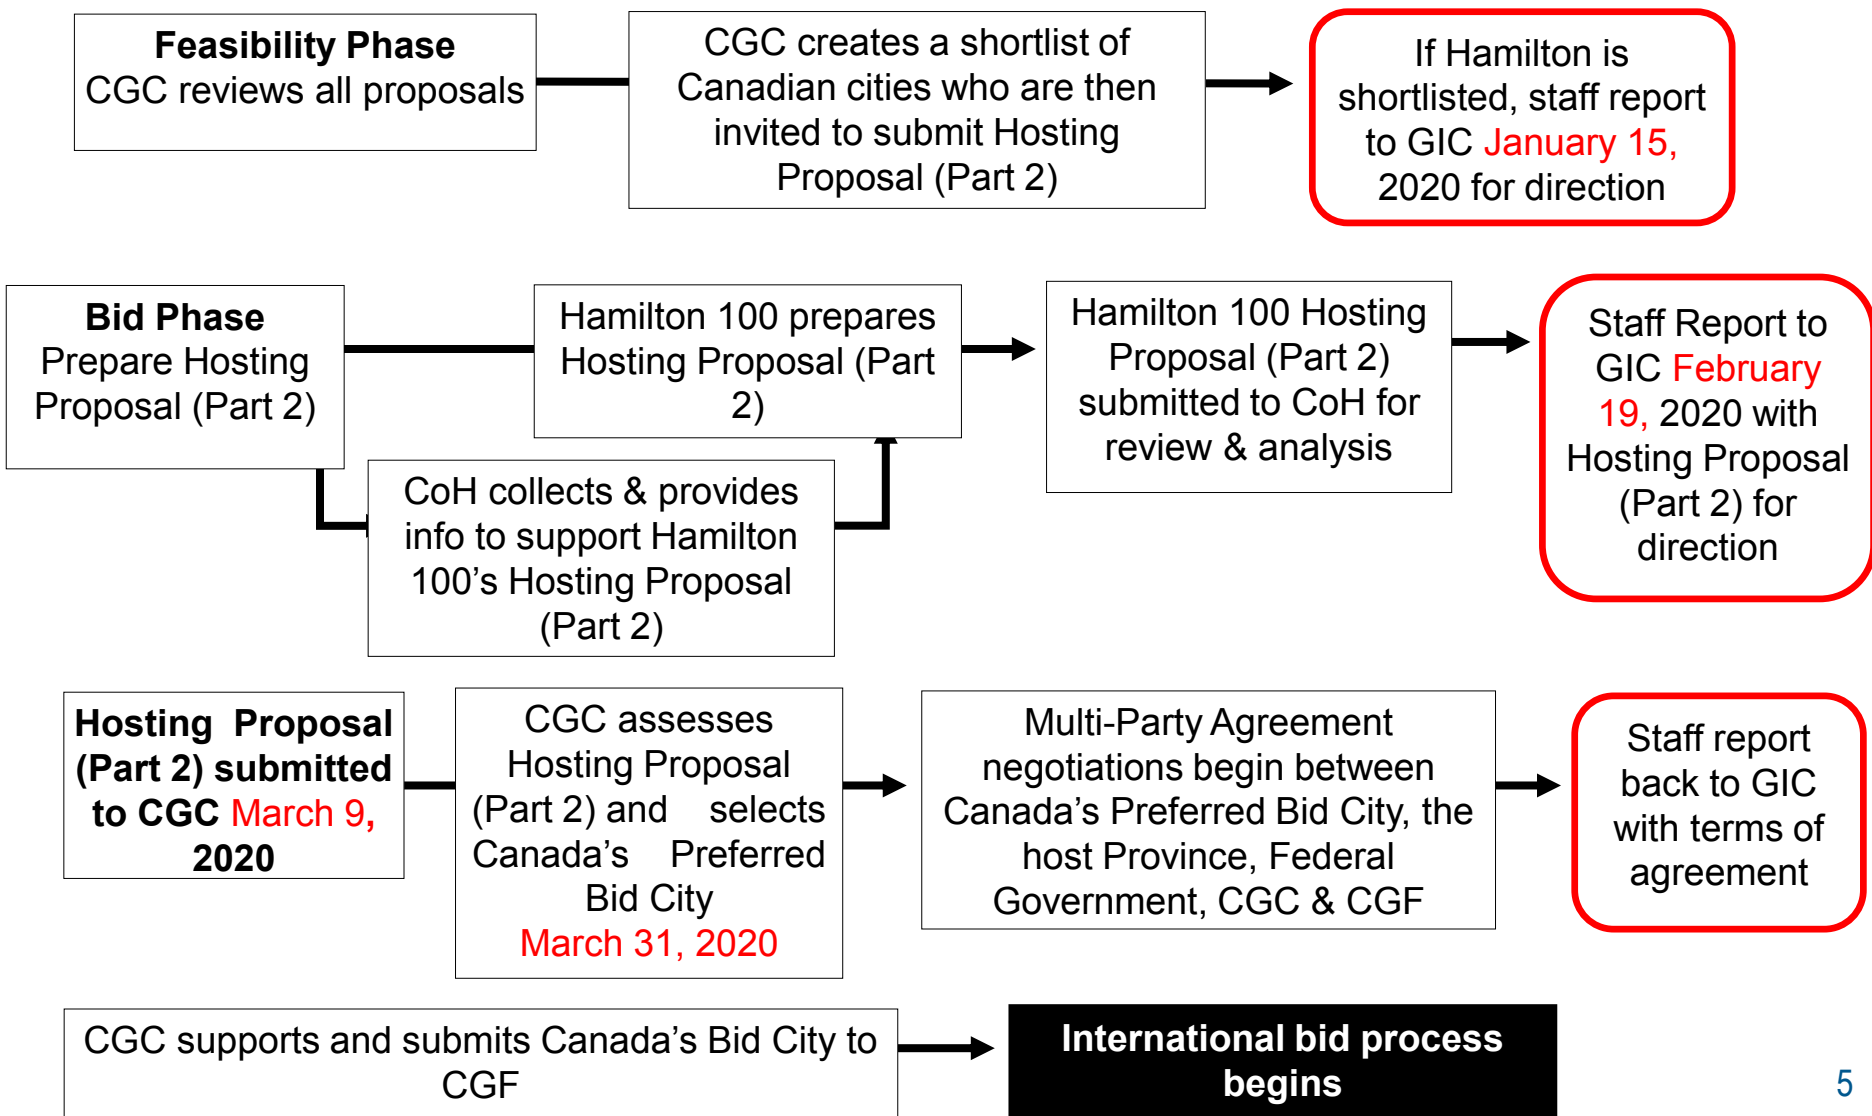 Feasibility Phase
CGC reviews all proposals
CGC creates a shortlist of
Canadian cities who are then
invited to submit Hosting
Proposal (Part 2)
If Hamilton is
shortlisted, staff report
to GIC January 15,
2020 for direction
Bid Phase
Prepare Hosting
Proposal (Part 2)
Hamilton 100 prepares
Hosting Proposal (Part
2)
CoH collects & provides
info to support Hamilton
100’s Hosting Proposal
(Part 2)
Hamilton 100 Hosting
Proposal (Part 2)
submitted to CoH for
review & analysis
Staff Report to
GIC February
19, 2020 with
Hosting Proposal
(Part 2) for
direction
Hosting Proposal
(Part 2) submitted
to CGC March 9,
2020
CGC assesses
Hosting Proposal
(Part 2) and selects
Canada’s Preferred
Bid City
March 31, 2020
Multi-Party Agreement
negotiations begin between
Canada’s Preferred Bid City, the
host Province, Federal
Government, CGC & CGF
Staff report
back to GIC
with terms of
agreement
CGC supports and submits Canada’s Bid City to
CGF
International bid process
begins
5